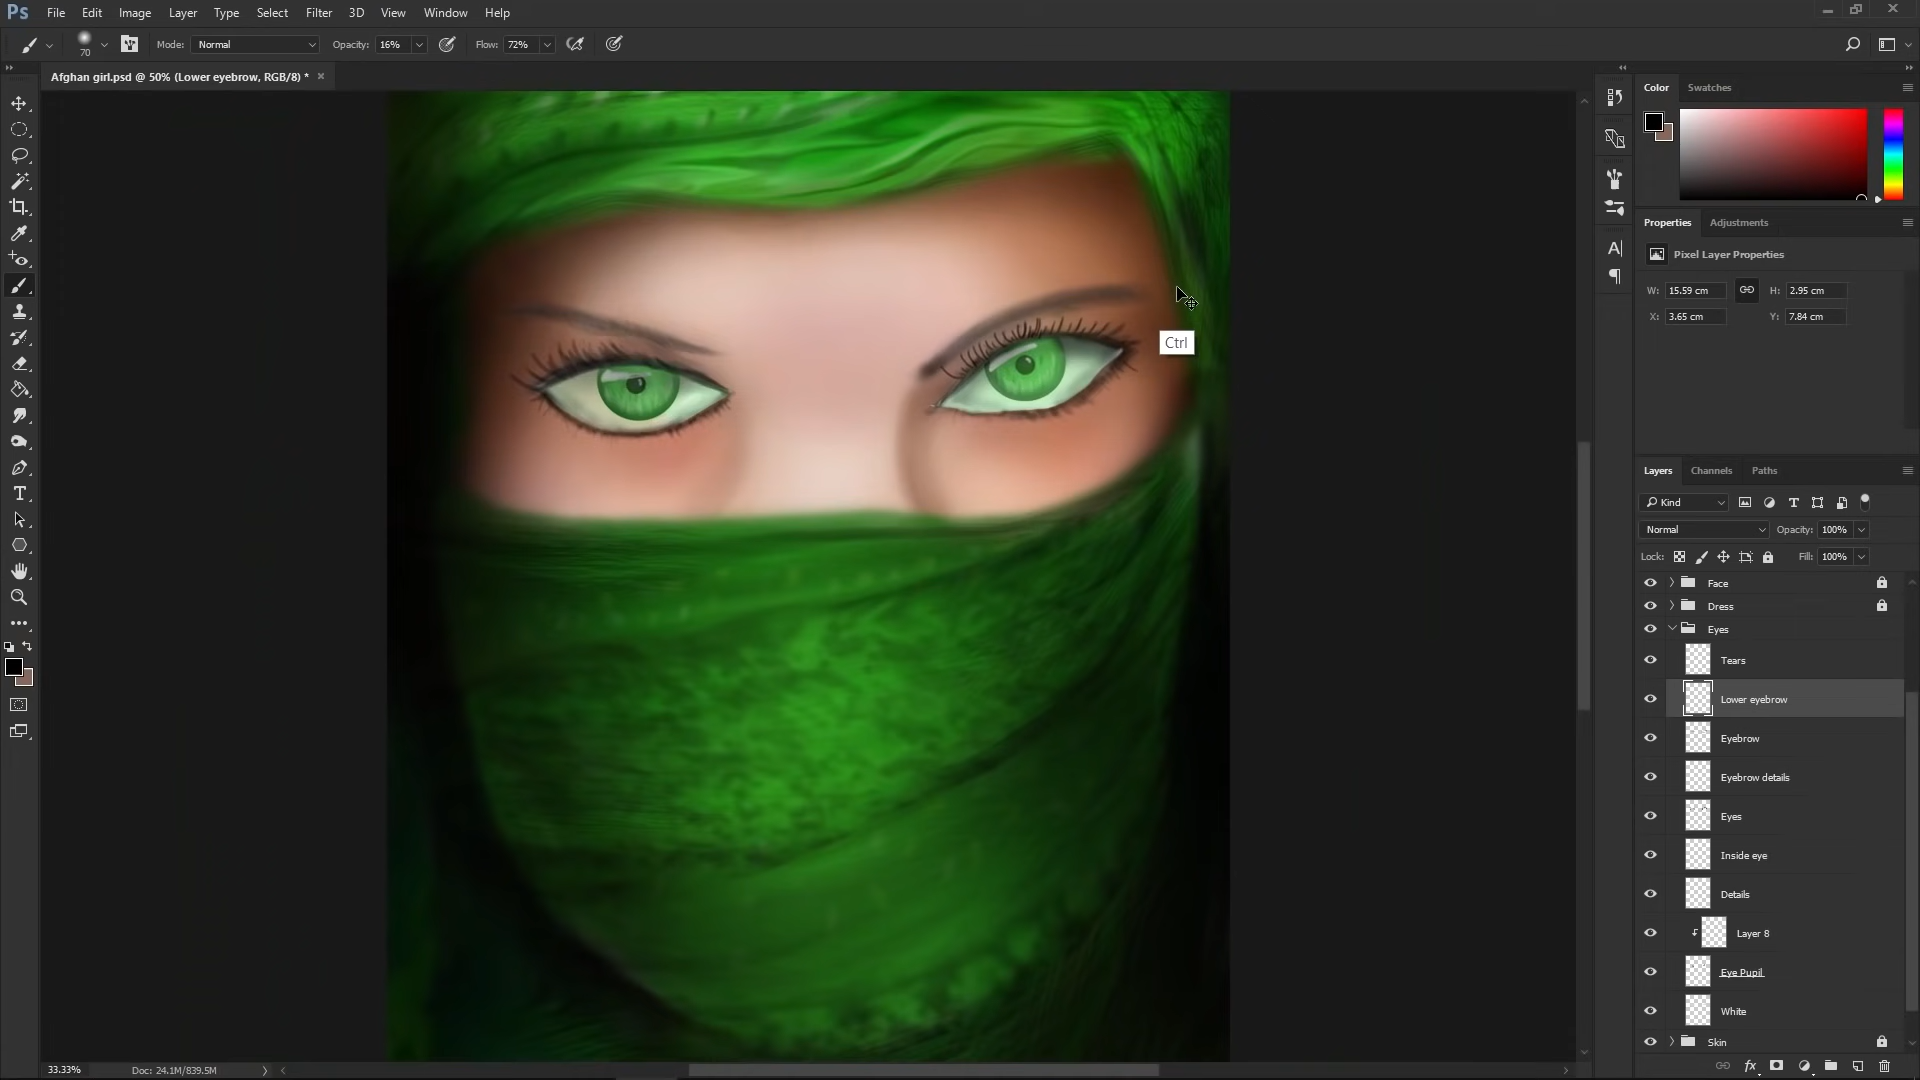 Ps File Edit Image Layer Type Select Filter 3D View Window Help
70 Mode: Normal Opacity: 16% Flow: 72%
Afghan girl.psd @ 50% (Lower eyebrow, RGB/8) * ×
Color Swatches
Properties Adjustments
Pixel Layer Properties
W: 15.59 cm H: 2.95 cm
X: 3.65 cm Y: 7.84 cm
Ctrl
Layers Channels Paths
Kind
Normal Opacity: 100%
Lock: Fill: 100%
Face
Dress
Eyes
Tears
Lower eyebrow
Eyebrow
Eyebrow details
Eyes
Inside eye
Details
Layer 8
Eye Pupil
White
Skin
fx
33.33% Doc: 24.1M/839.5M